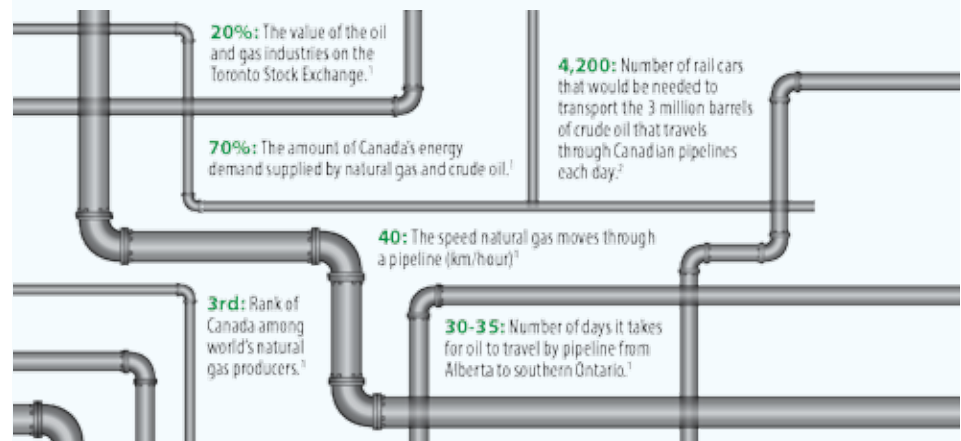 20%: The value of the oil
and gas industries on the
Toronto Stock Exchange.¹
4,200: Number of rail cars
that would be needed to
transport the 3 million barrels
of crude oil that travels
through Canadian pipelines
each day.²
70%: The amount of Canada's energy
demand supplied by natural gas and crude oil.¹
40: The speed natural gas moves through
a pipeline (km/hour)¹
3rd: Rank of
Canada among
world's natural
gas producers.¹
30-35: Number of days it takes
for oil to travel by pipeline from
Alberta to southern Ontario.¹